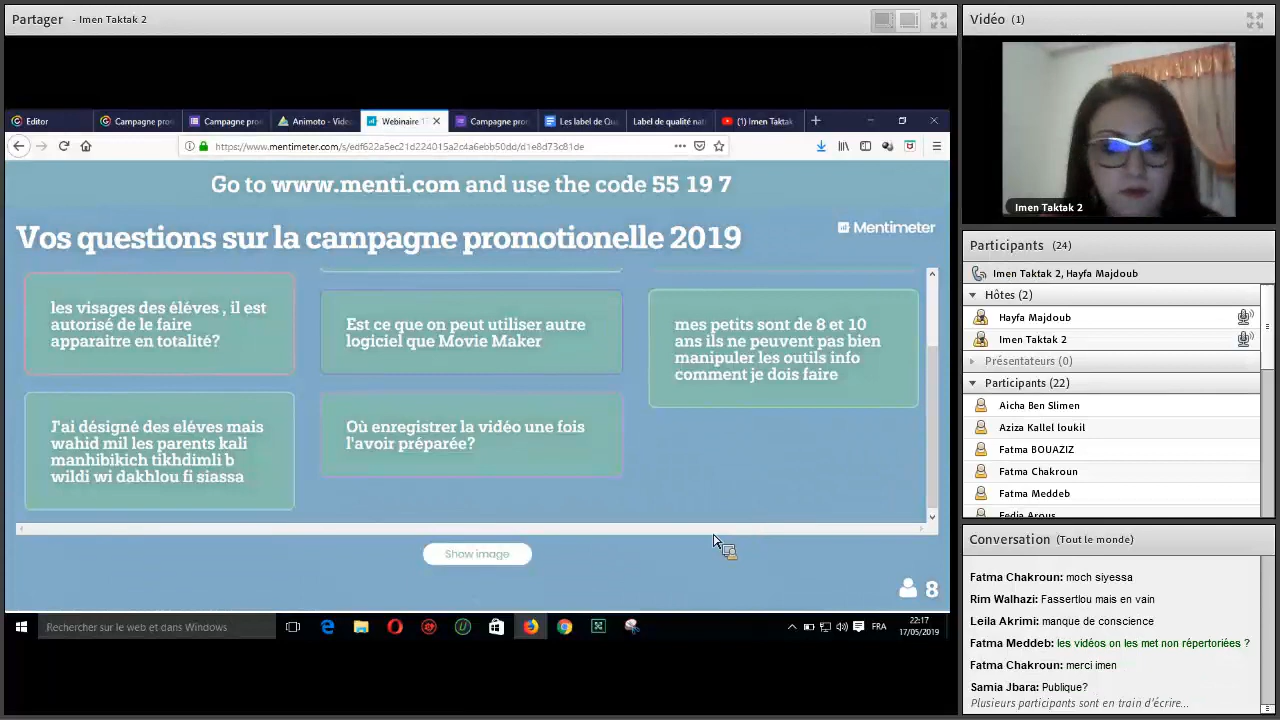 Partager - Imen Taktak 2
Editor
Campagne pro
Campagne pro
Animoto - Vide
Webinaire 1
Campagne pro
Les label de Qu
Label de qualité nat
(1) Imen Taktak
https://www.mentimeter.com/s/edf622a5ec21d224015a2c4a6ebb50dd/d1e8d73c81de
Go to www.menti.com and use the code 55 19 7
Vos questions sur la campagne promotionelle 2019
Mentimeter
les visages des éléves , il est
autorisé de le faire
apparaitre en totalité?
Est ce que on peut utiliser autre
logiciel que Movie Maker
mes petits sont de 8 et 10
ans ils ne peuvent pas bien
manipuler les outils info
comment je dois faire
J'ai désigné des eléves mais
wahid mil les parents kali
manhibikich tikhdimli b
wildi wi dakhlou fi siassa
Où enregistrer la vidéo une fois
l'avoir préparée?
Show image
8
Rechercher sur le web et dans Windows
FRA
22:17
17/05/2019
Vidéo (1)
Imen Taktak 2
Participants (24)
Imen Taktak 2, Hayfa Majdoub
Hôtes (2)
Hayfa Majdoub
Imen Taktak 2
Présentateurs (0)
Participants (22)
Aicha Ben Slimen
Aziza Kallel loukil
Fatma BOUAZIZ
Fatma Chakroun
Fatma Meddeb
Fedia Arous
Conversation (Tout le monde)
Fatma Chakroun: moch siyessa
Rim Walhazi: Fassertlou mais en vain
Leila Akrimi: manque de conscience
Fatma Meddeb: les vidéos on les met non répertoriées ?
Fatma Chakroun: merci imen
Samia Jbara: Publique?
Plusieurs participants sont en train d'écrire...